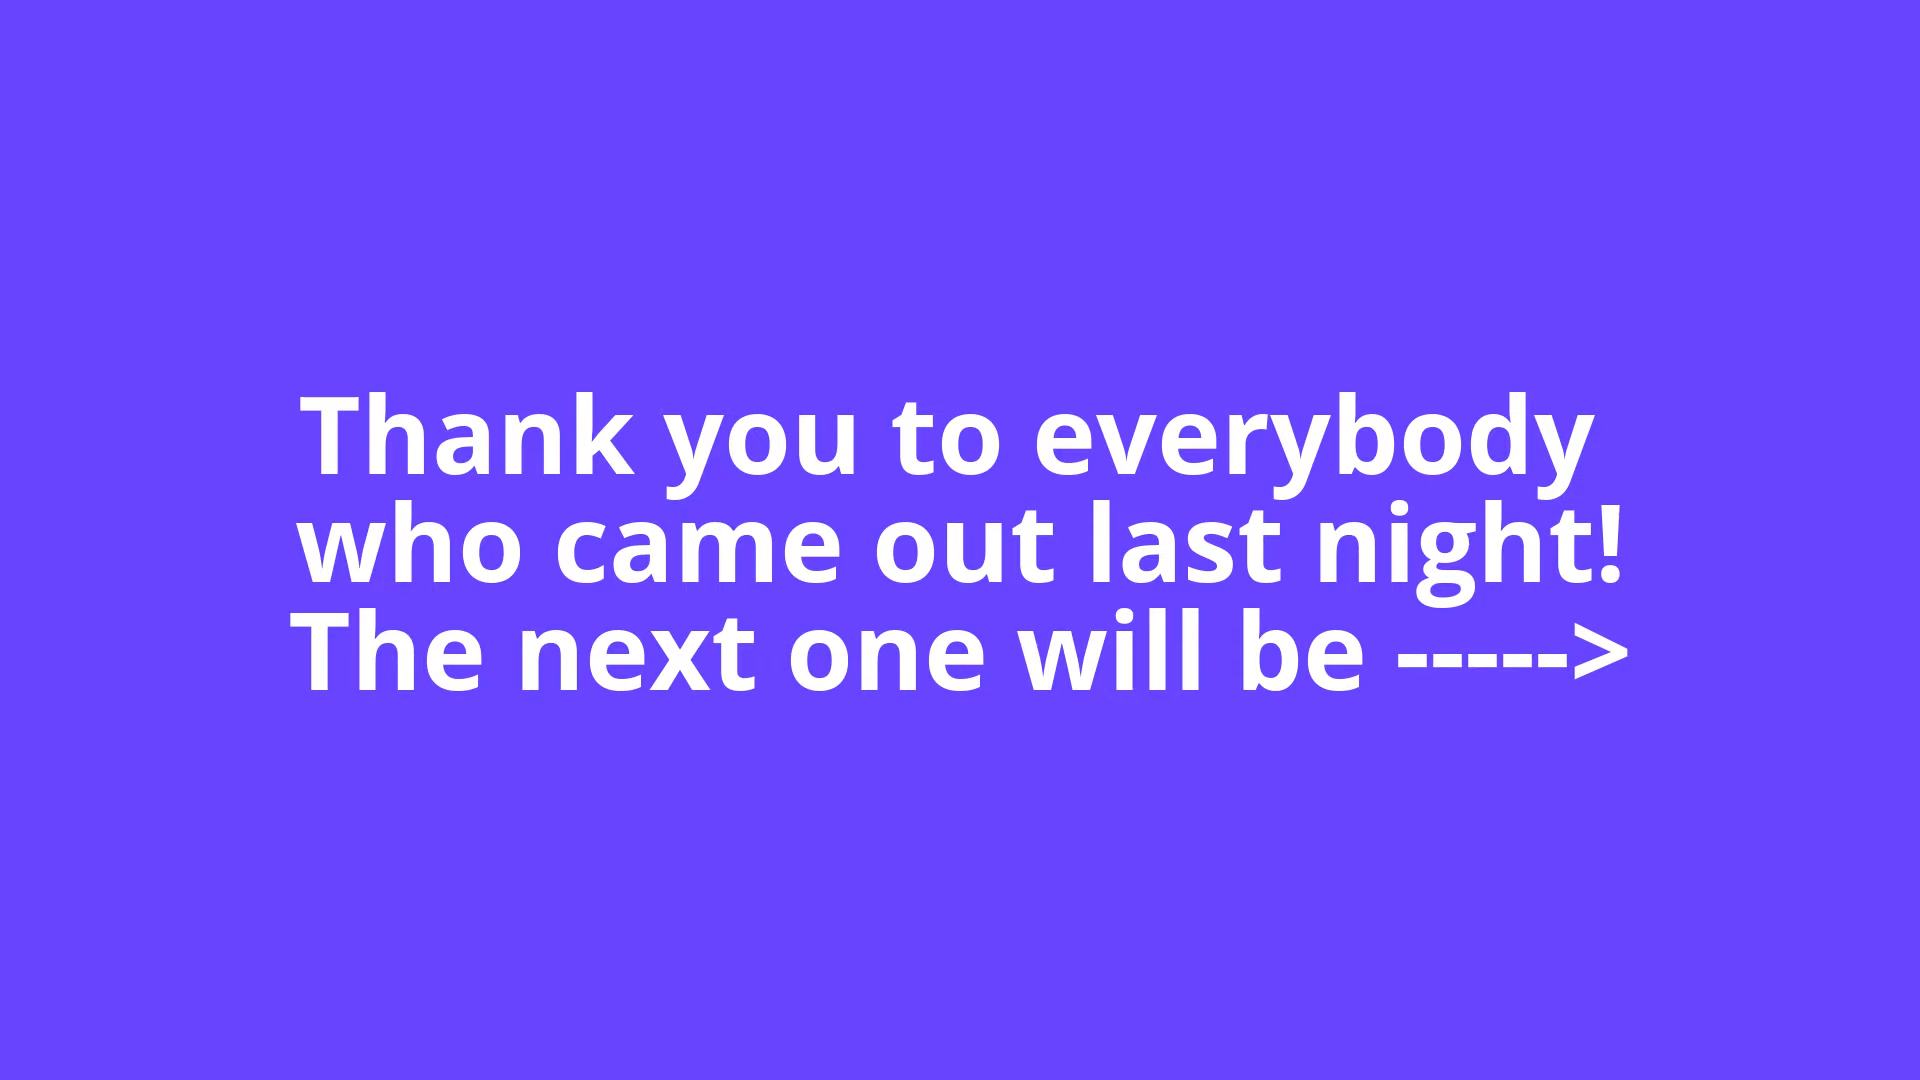 Thank you to everybody
who came out last night!
The next one will be ----->